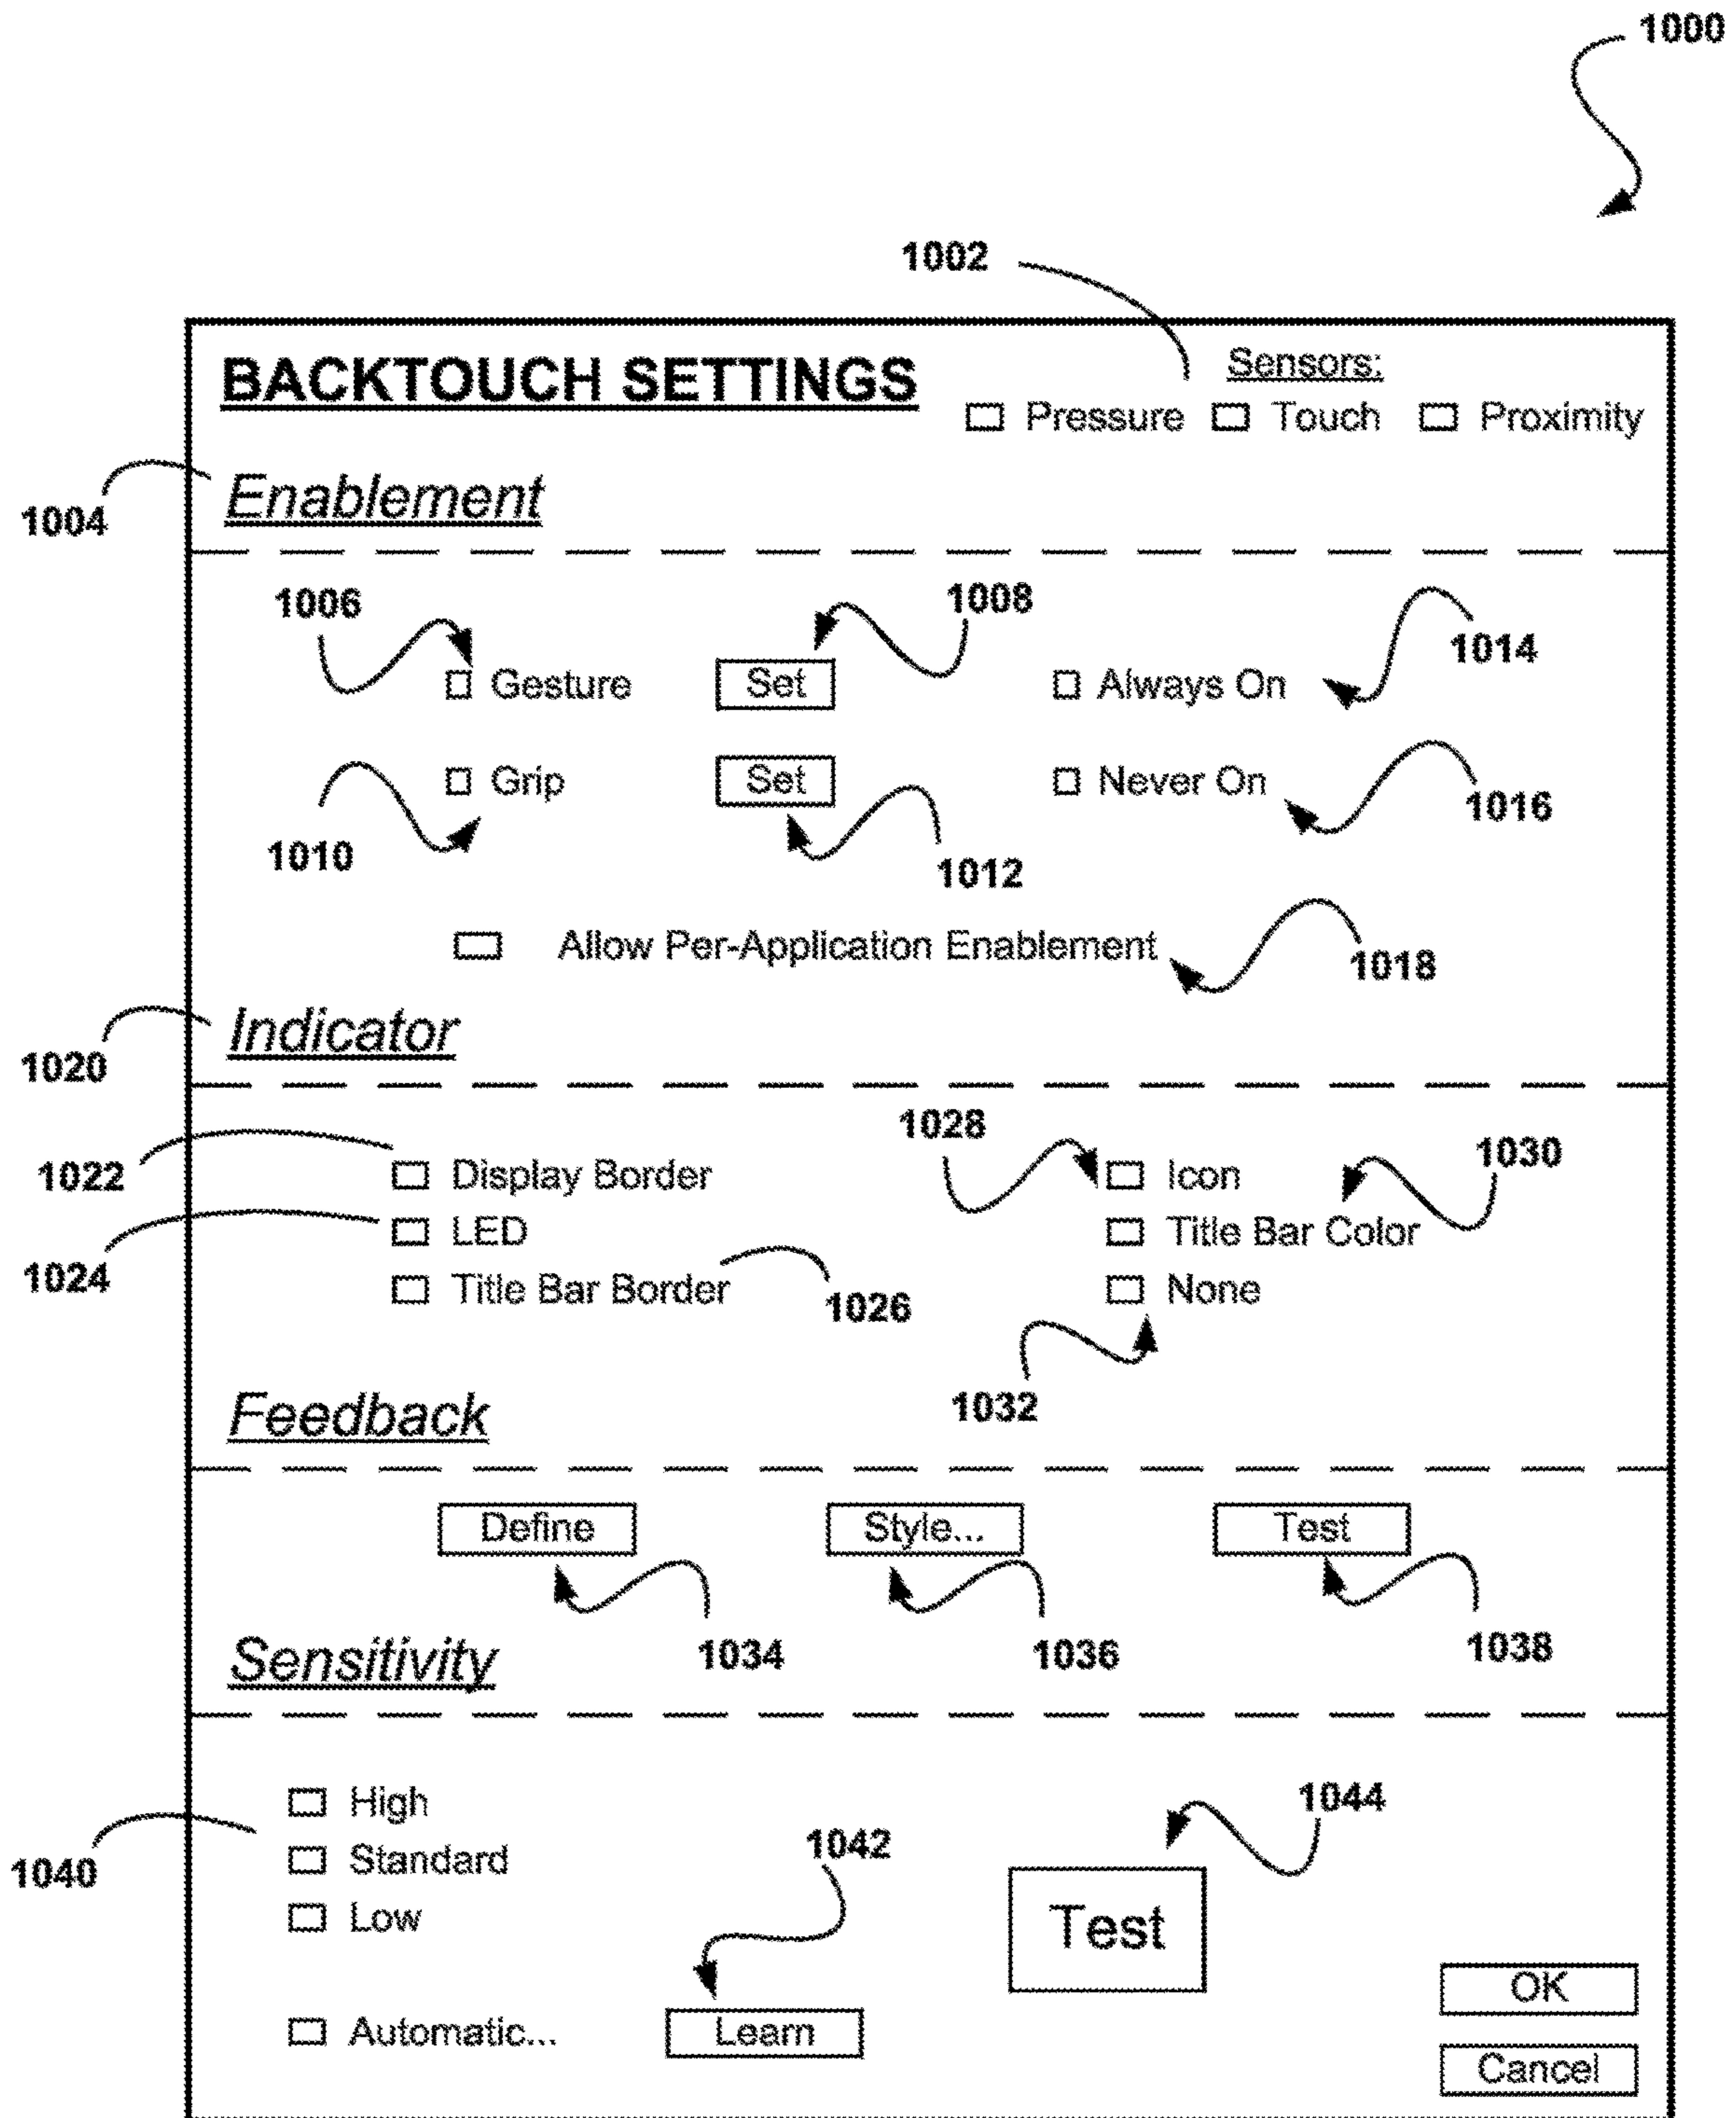 1000
1002
BACKTOUCH SETTINGS
Sensors:
Pressure Touch Proximity
1004
Enablement
1006 1008 1014
Gesture Set Always On
Grip Set Never On
1010 1012 1016
Allow Per-Application Enablement
1018
1020
Indicator
1022 1028 1030
Display Border Icon
1024 LED Title Bar Color
Title Bar Border 1026 None
1032
Feedback
Define Style... Test
1034 1036 1038
Sensitivity
1040 High 1044
Standard 1042
Low Test
OK
Automatic... Learn
Cancel